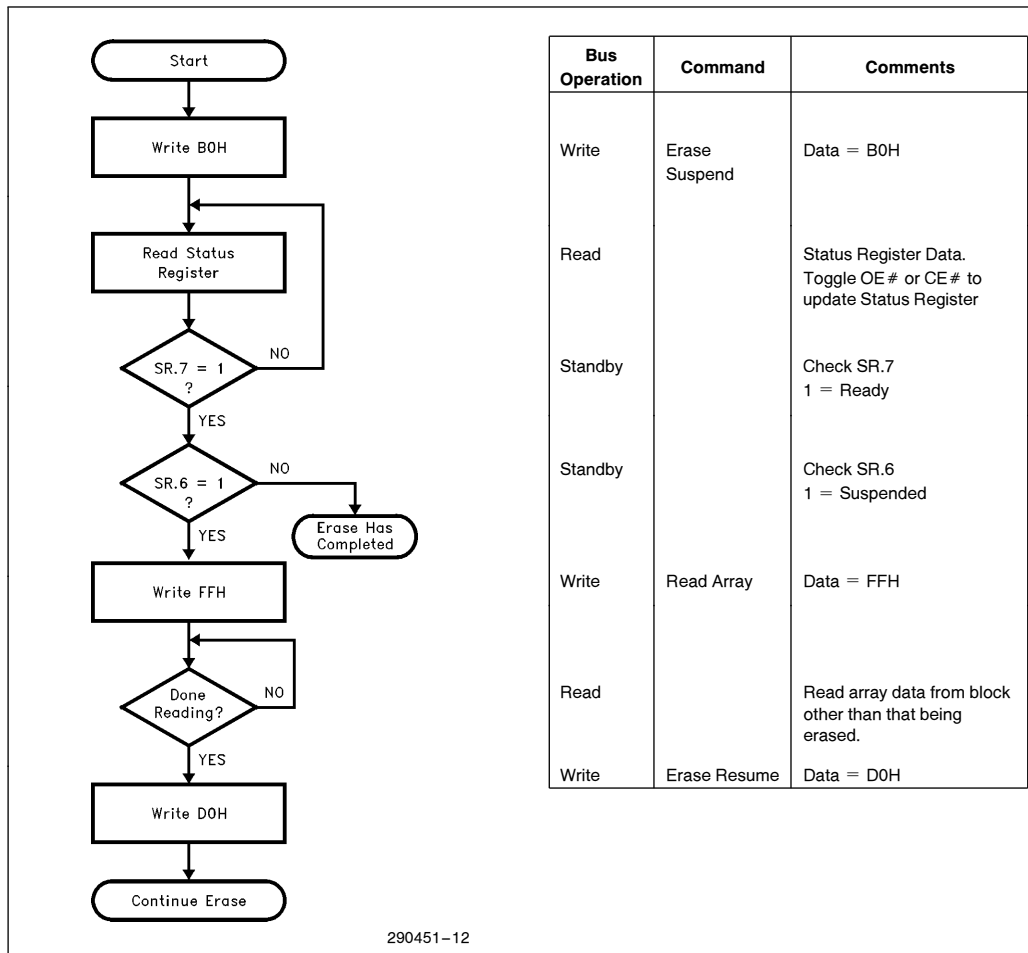 Start
Write B0H
Read Status
Register
SR.7 = 1
?
NO
YES
SR.6 = 1
?
NO
YES
Erase Has
Completed
Write FFH
Done
Reading?
NO
YES
Write D0H
Continue Erase
290451–12
Bus
Operation
Command
Comments
Write
Erase
Suspend
Data = B0H
Read
Status Register Data.
Toggle OE# or CE# to
update Status Register
Standby
Check SR.7
1 = Ready
Standby
Check SR.6
1 = Suspended
Write
Read Array
Data = FFH
Read
Read array data from block
other than that being
erased.
Write
Erase Resume
Data = D0H